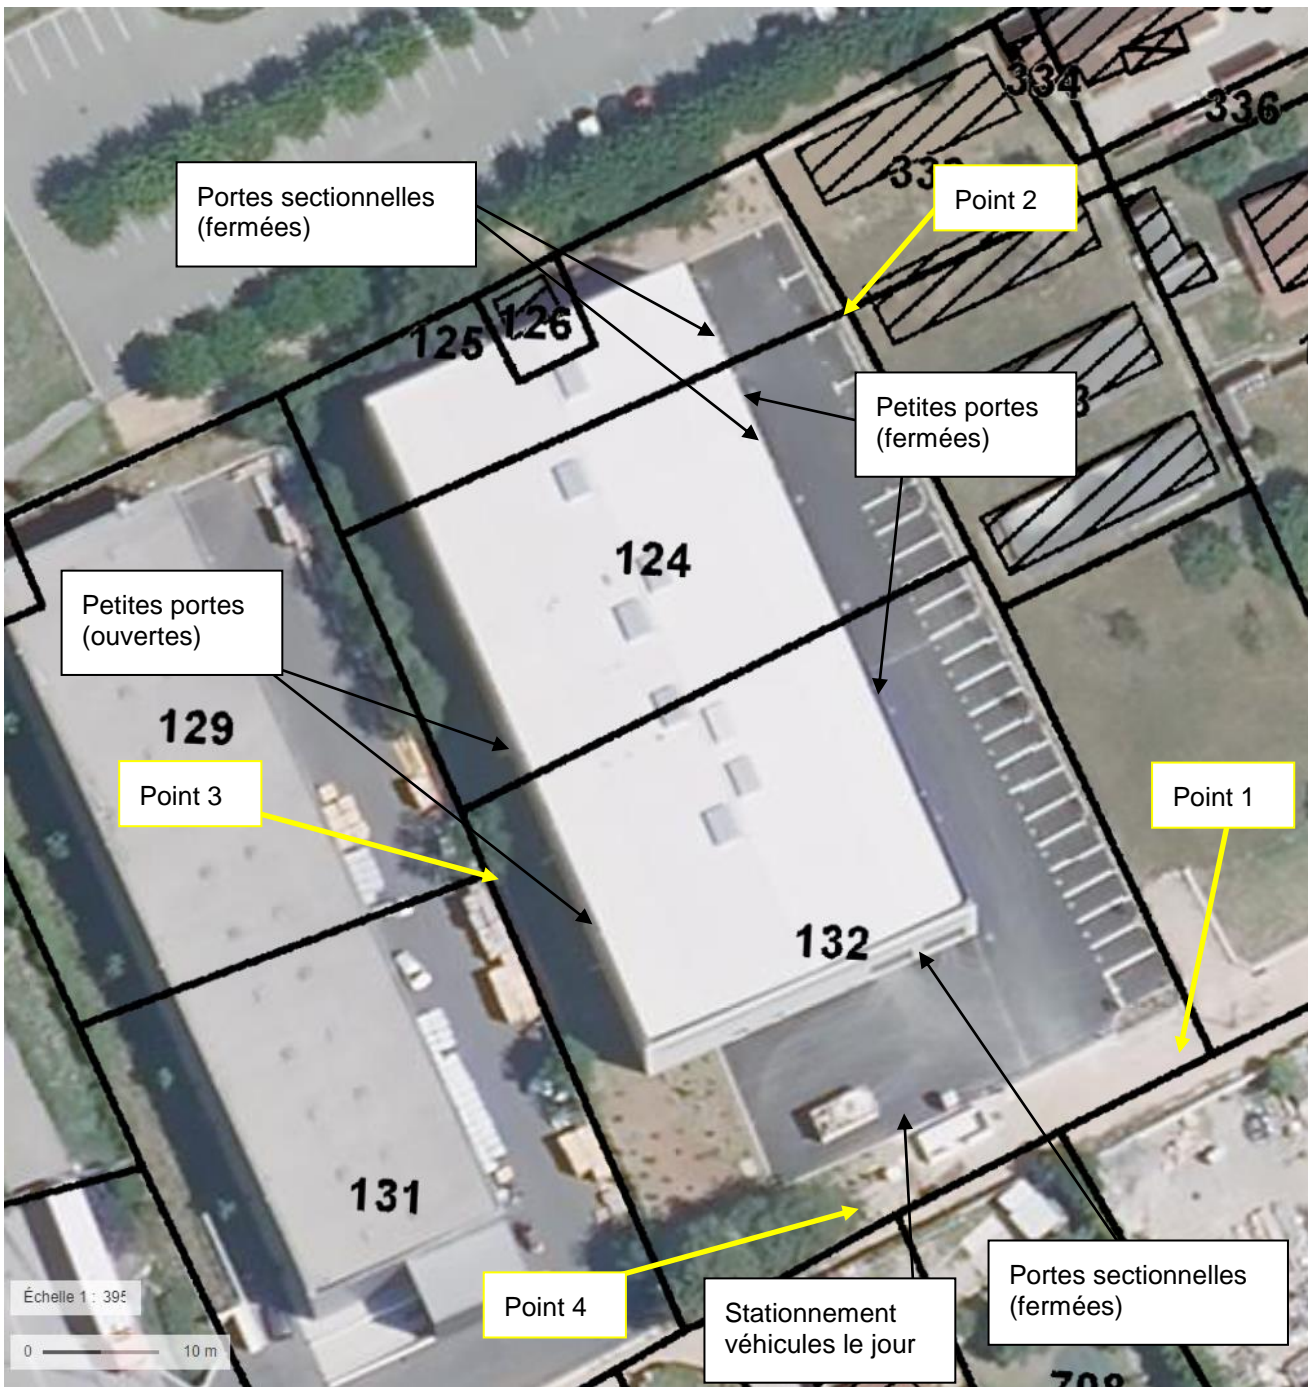 334
336
Portes sectionnelles
(fermées)
Point 2
125
126
Petites portes
(fermées)
124
Petites portes
(ouvertes)
129
Point 3
Point 1
132
131
Point 4
Portes sectionnelles
(fermées)
Stationnement
véhicules le jour
Échelle 1 : 395
0 10 m